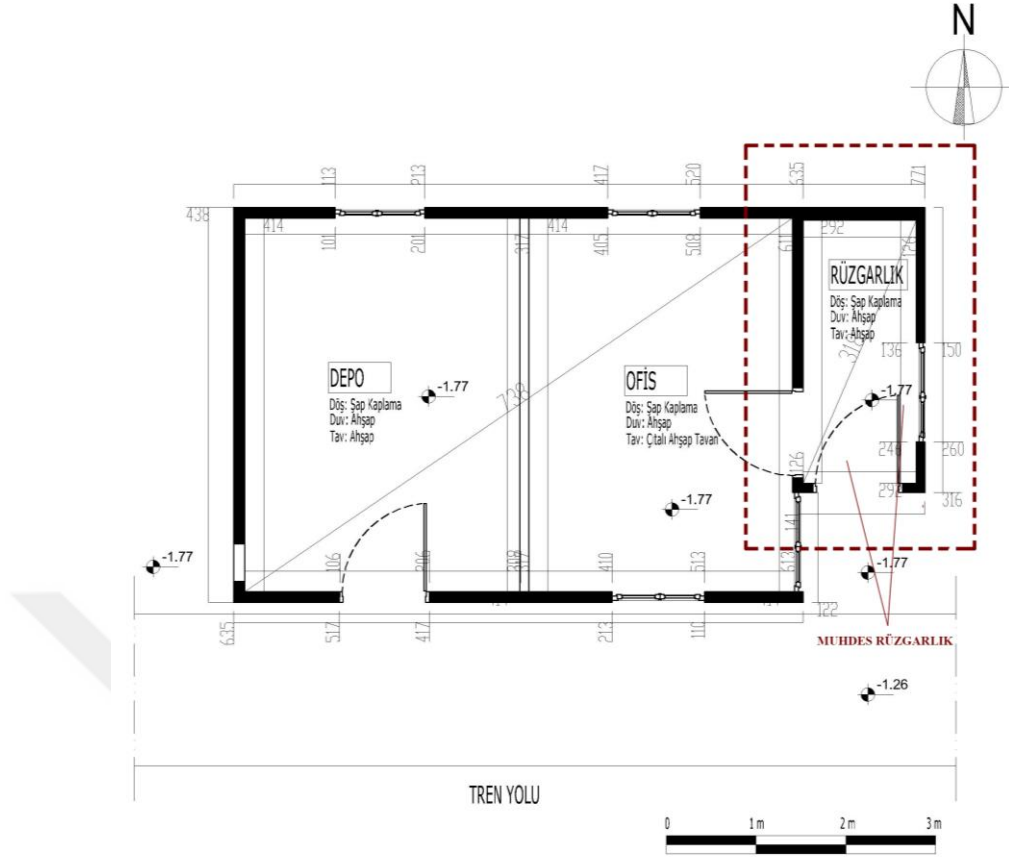 N
113
213
417
520
635
771
438
414
414
292
126
101
201
317
405
508
611
RÜZGARLIK
Döş: Şap Kaplama
Duv: Ahşap
Tav: Ahşap
318
136
150
DEPO
-1.77
Döş: Şap Kaplama
Duv: Ahşap
Tav: Ahşap
738
OFİS
Döş: Şap Kaplama
Duv: Ahşap
Tav: Çıtalı Ahşap Tavan
-1.77
246
260
126
292
316
-1.77
141
-1.77
-1.77
106
206
308
317
410
513
613
122
635
517
417
213
110
MUHDES RÜZGARLIK
-1.26
TREN YOLU
0 1 m 2 m 3 m